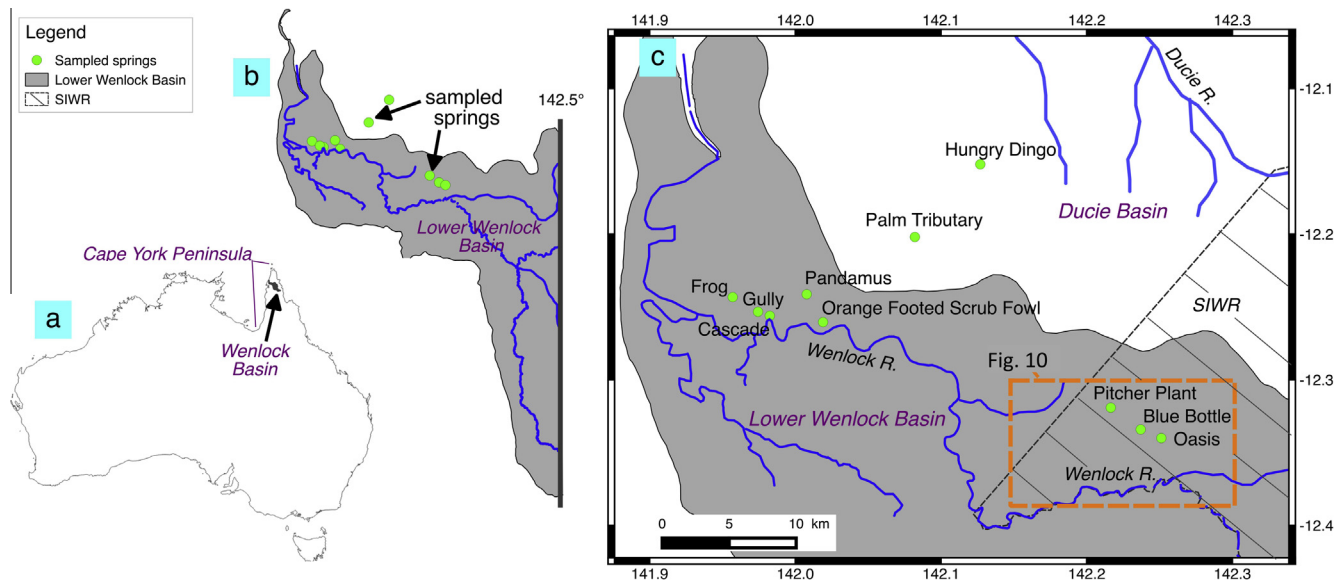 Legend
Sampled springs
Lower Wenlock Basin
SIWR
b
sampled
springs
142.5°
Lower Wenlock
Basin
Cape York Peninsula
a
Wenlock
Basin
141.9
142.0
142.1
142.2
142.3
c
Ducie R.
-12.1
Hungry Dingo
Palm Tributary
Ducie Basin
-12.2
Frog
Gully
Pandamus
Cascade
Orange Footed Scrub Fowl
SIWR
Wenlock R.
Fig. 10
-12.3
Pitcher Plant
Blue Bottle
Oasis
Lower Wenlock Basin
Wenlock R.
0 5 10 km
-12.4
141.9
142.0
142.1
142.2
142.3